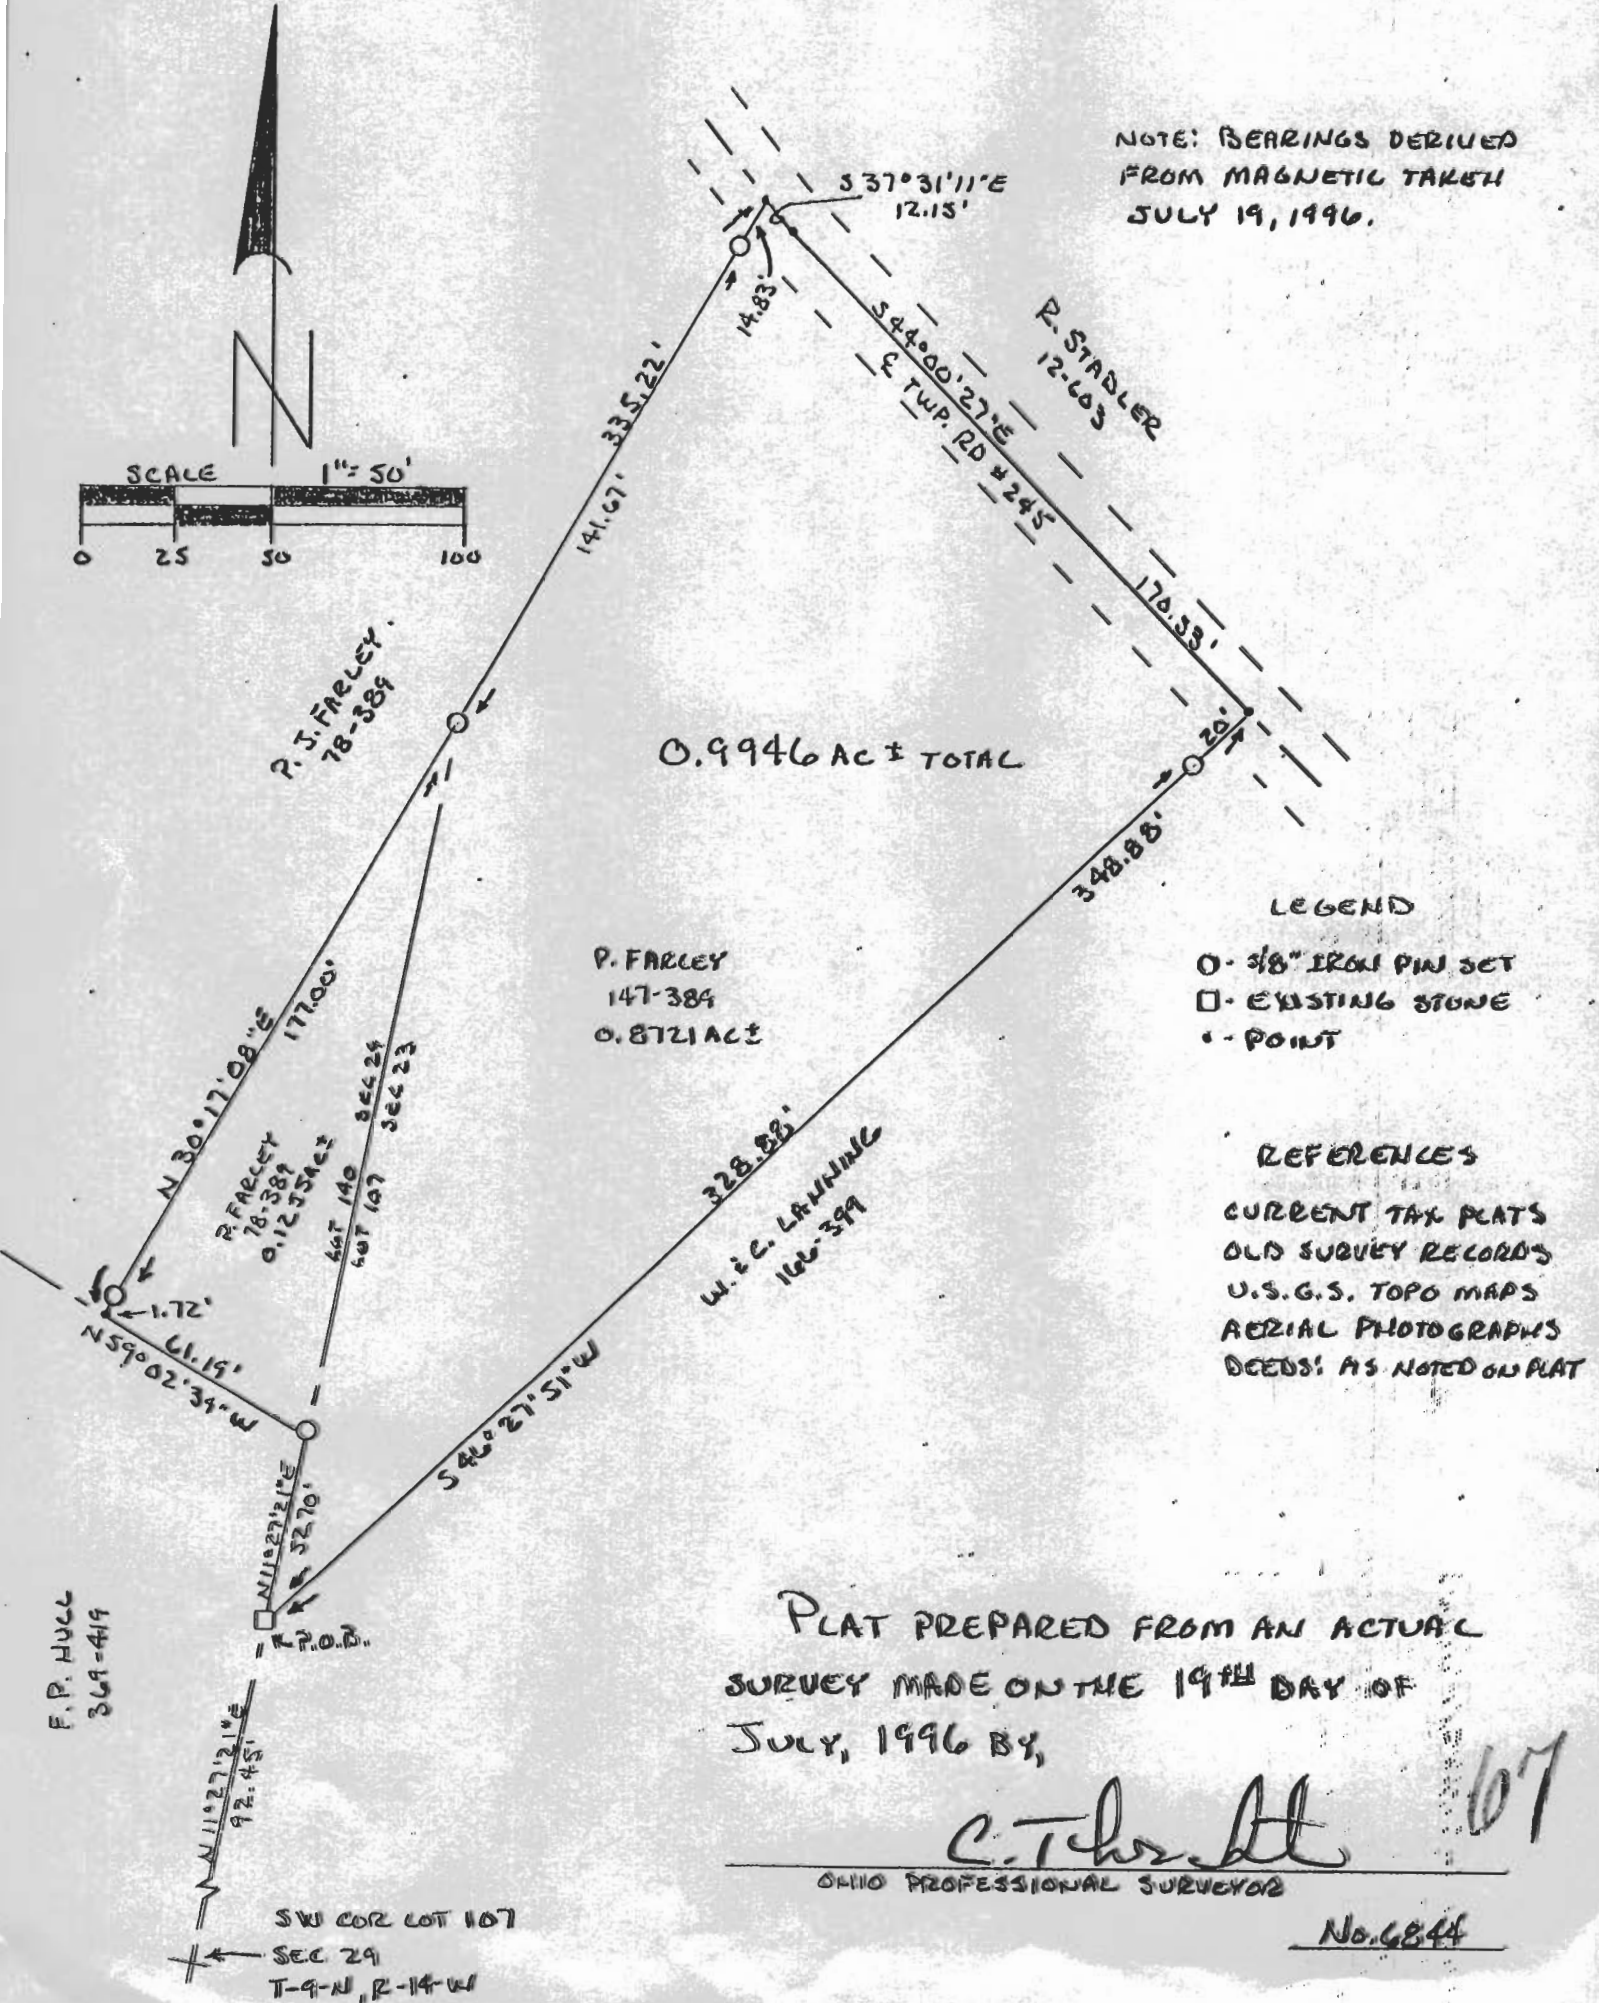 NOTE: BEARINGS DERIVED
FROM MAGNETIC TAKEN
JULY 19, 1996.
S 37°31'11"E
12.15'
14.83'
N
SCALE 1"= 50'
0 25 50 100
335.22'
141.67'
S 44°00'27"E
₵ TWP. RD # 245
170.33'
R. STADLER
12-603
P. J. FARLEY.
78-389
0.9946 AC ± TOTAL
20'
348.88'
LEGEND
O - 5/8" IRON PIN SET
□ - EXISTING STONE
• - POINT
P. FARLEY
147-389
0.8721 AC ±
N 30°17'08"E
177.00'
SEC 29
SEC 23
LOT 140
LOT 107
P. FARLEY
78-389
328.88'
W. & C. LANNING
166-399
REFERENCES
CURRENT TAX PLATS
OLD SURVEY RECORDS
U.S.G.S. TOPO MAPS
AERIAL PHOTOGRAPHS
DEEDS: AS NOTED ON PLAT
1.72'
61.19'
N 59°02'34"W
S 46°27'51"W
N 11°27'21"E
52.70'
P.O.B.
F. P. HULL
369-419
N 11°27'21"E
92.45'
PLAT PREPARED FROM AN ACTUAL
SURVEY MADE ON THE 19TH DAY OF
JULY, 1996 BY,
67
OHIO PROFESSIONAL SURVEYOR
No. 6844
SW COR LOT 107
SEC 29
T-9-N, R-14-W